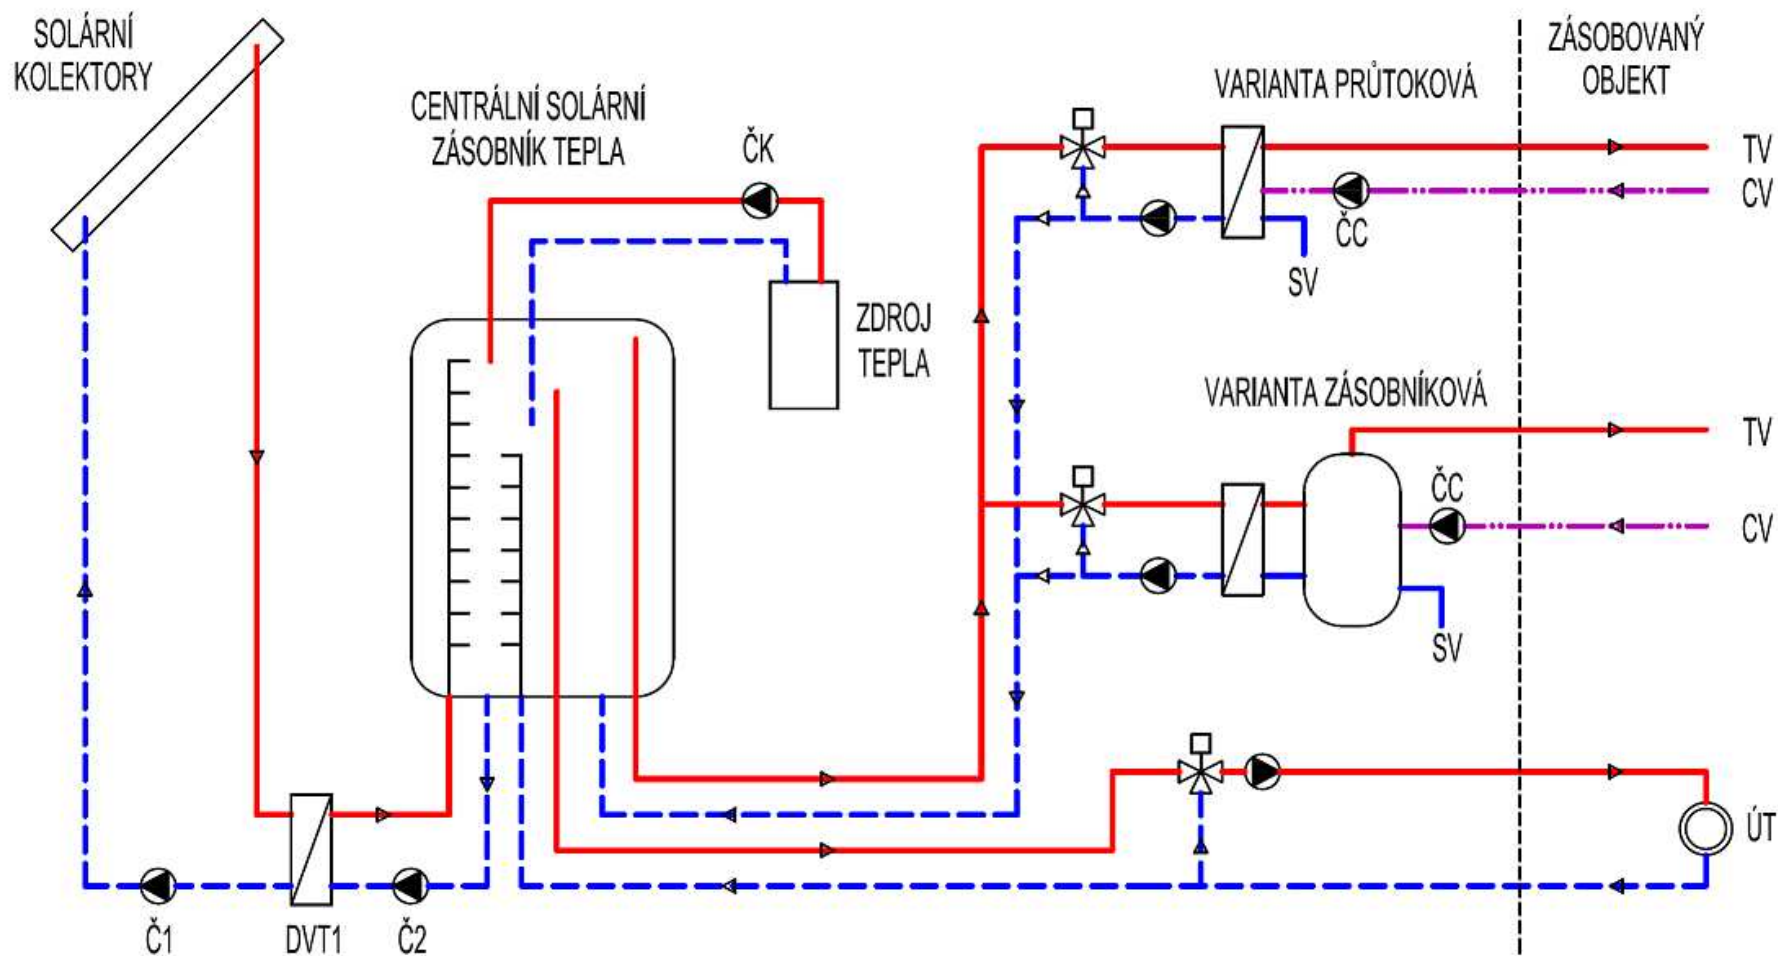 SOLÁRNÍ
KOLEKTORY
CENTRÁLNÍ SOLÁRNÍ
ZÁSOBNÍK TEPLA
ČK
ZDROJ
TEPLA
VARIANTA PRŮTOKOVÁ
ZÁSOBOVANÝ
OBJEKT
TV
CV
ČC
SV
VARIANTA ZÁSOBNÍKOVÁ
TV
ČC
CV
SV
ÚT
Č1
DVT1
Č2